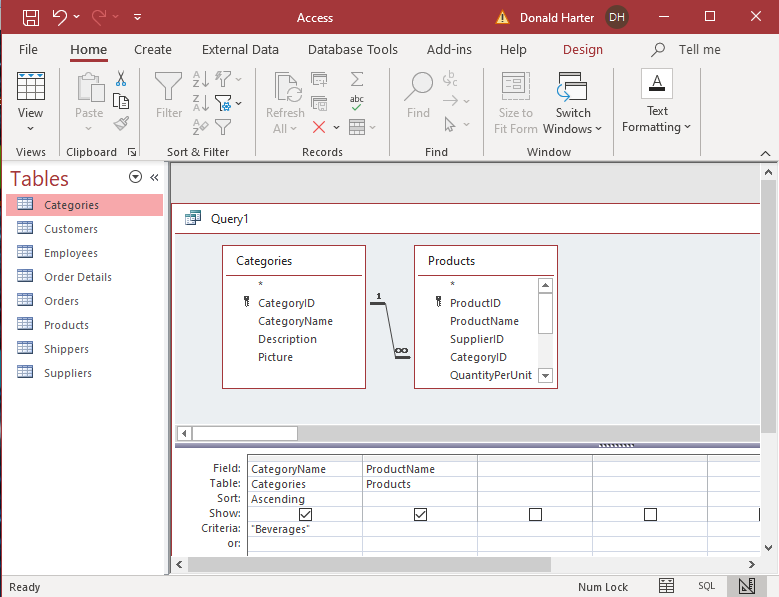 Access
Donald Harter
DH
File Home Create External Data Database Tools Add-ins Help Design Tell me
View
Paste
Filter
Refresh All
abc
Find
Size to Fit Form
Switch Windows
Text Formatting
Views Clipboard Sort & Filter Records Find Window
Tables
Categories
Customers
Employees
Order Details
Orders
Products
Shippers
Suppliers
Query1
Categories
*
CategoryID
CategoryName
Description
Picture
1
∞
Products
*
ProductID
ProductName
SupplierID
CategoryID
QuantityPerUnit
Field: CategoryName ProductName
Table: Categories Products
Sort: Ascending
Show:
Criteria: "Beverages"
or:
Ready Num Lock SQL